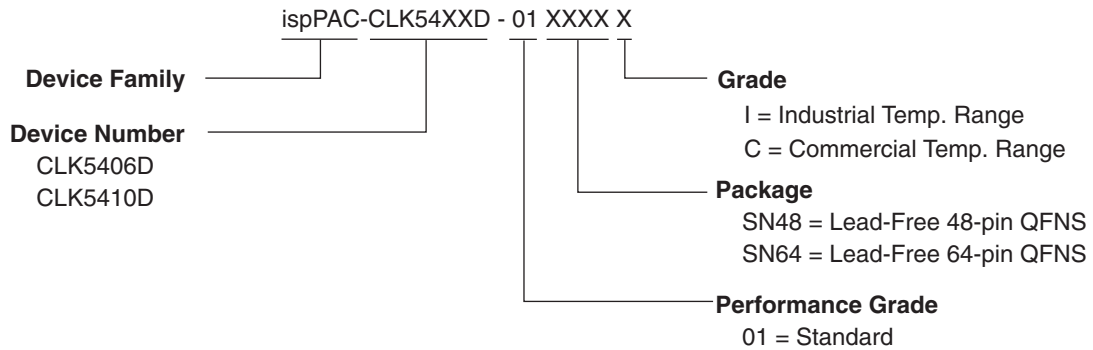 ispPAC-CLK54XXD - 01 XXXX X
Device Family
Device Number
CLK5406D
CLK5410D
Grade
I = Industrial Temp. Range
C = Commercial Temp. Range
Package
SN48 = Lead-Free 48-pin QFNS
SN64 = Lead-Free 64-pin QFNS
Performance Grade
01 = Standard